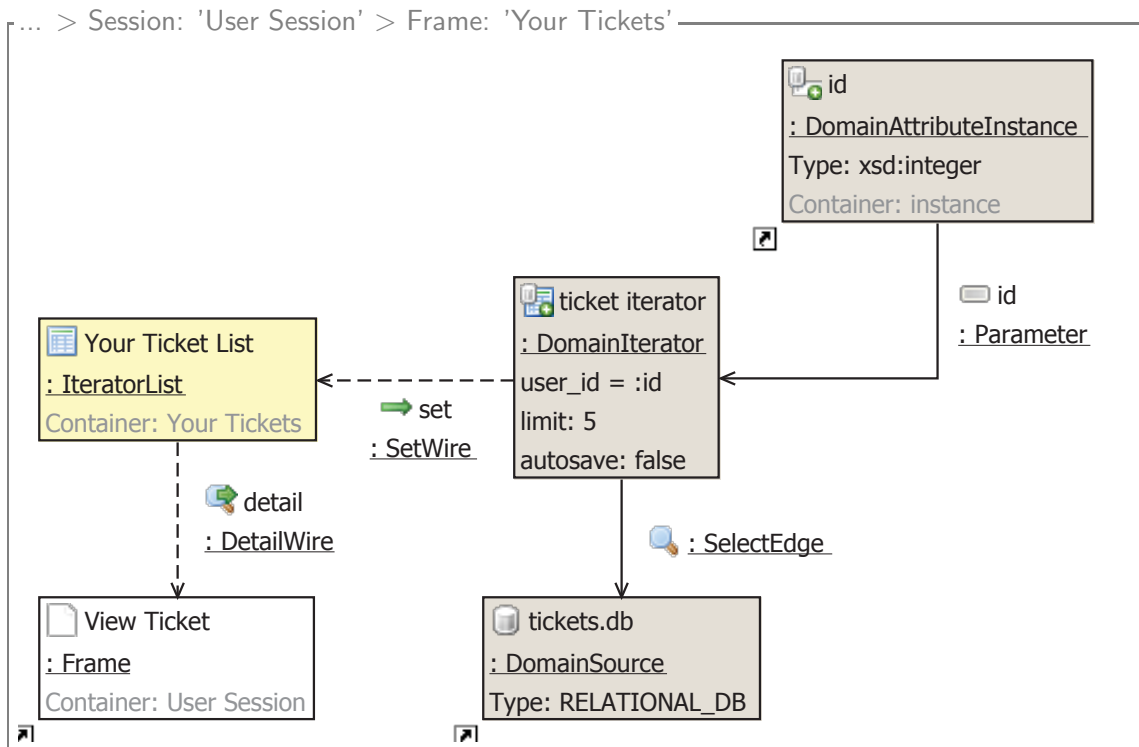 ... > Session: 'User Session' > Frame: 'Your Tickets'
id
: DomainAttributeInstance
Type: xsd:integer
Container: instance
id
: Parameter
ticket iterator
: DomainIterator
user_id = :id
limit: 5
autosave: false
Your Ticket List
: IteratorList
Container: Your Tickets
set
: SetWire
detail
: DetailWire
: SelectEdge
View Ticket
: Frame
Container: User Session
tickets.db
: DomainSource
Type: RELATIONAL_DB